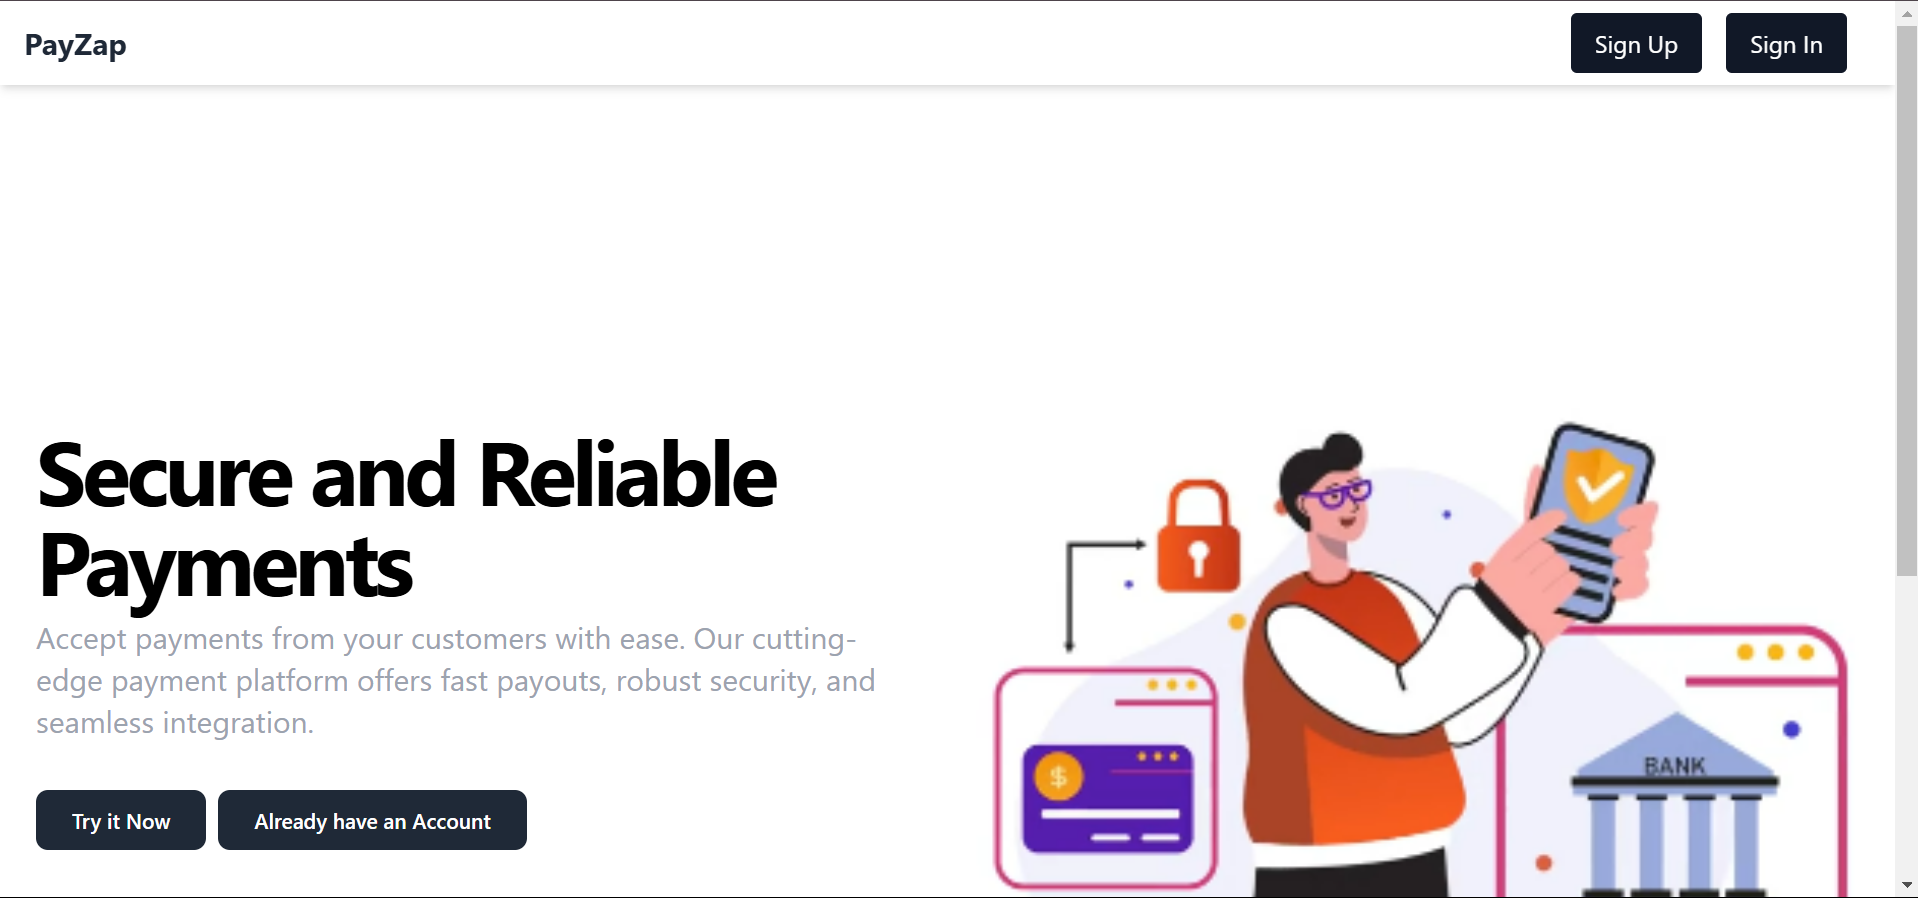 PayZap
Sign Up
Sign In
Secure and Reliable
Payments
Accept payments from your customers with ease. Our cutting-
edge payment platform offers fast payouts, robust security, and
seamless integration.
Try it Now
Already have an Account
$
BANK